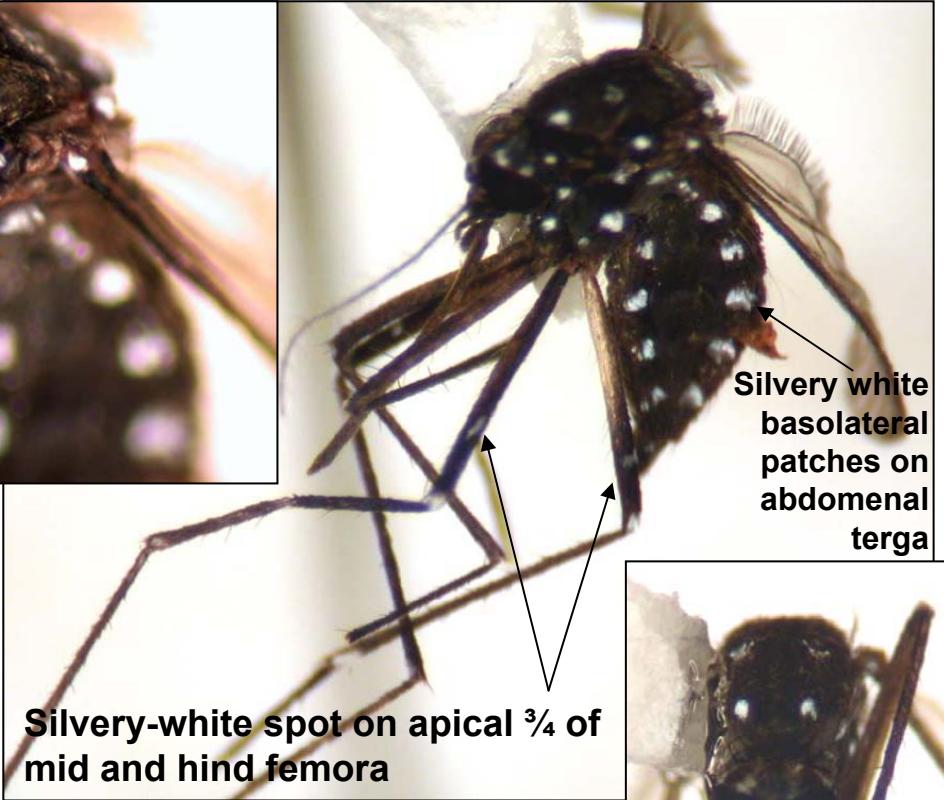 Silvery white
basolateral
patches on
abdomenal
terga
Silvery-white spot on apical ¾ of
mid and hind femora